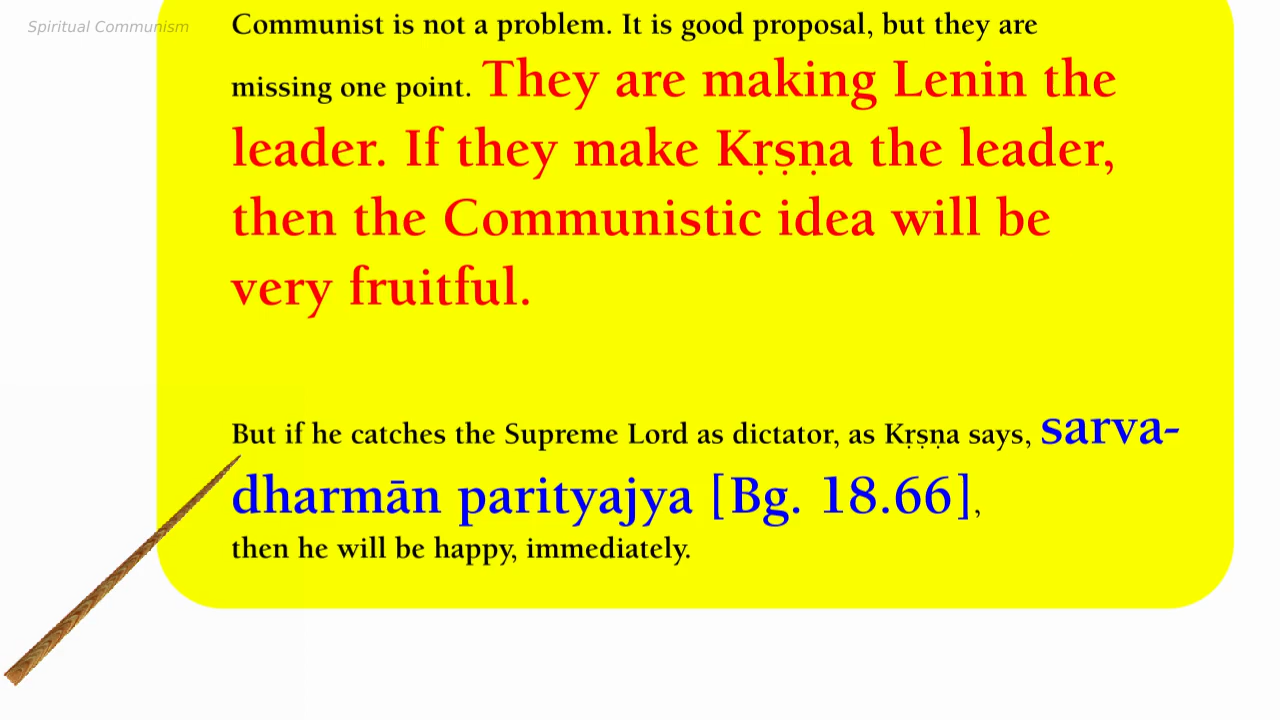 Spiritual Communism
Communist is not a problem. It is good proposal, but they are
missing one point. They are making Lenin the
leader. If they make Kṛṣṇa the leader,
then the Communistic idea will be
very fruitful.
But if he catches the Supreme Lord as dictator, as Kṛṣṇa says, sarva-
dharmān parityajya [Bg. 18.66],
then he will be happy, immediately.